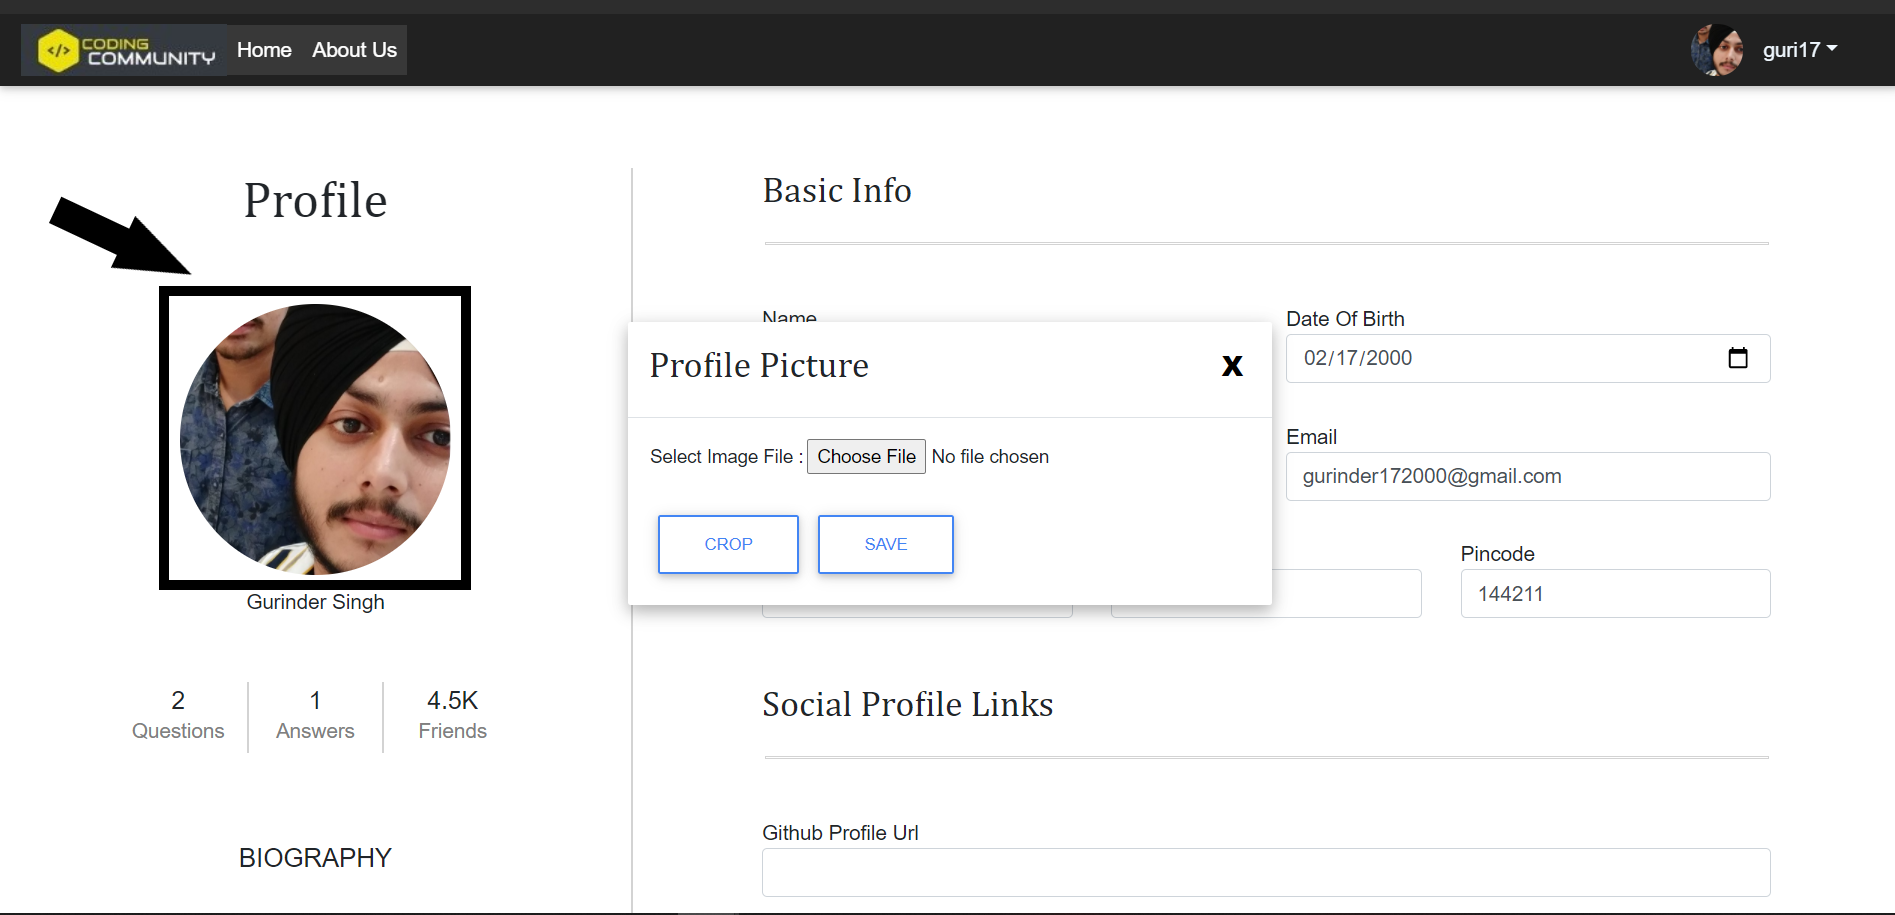 </> CODING
COMMUNITY
Home
About Us
guri17
Profile
Gurinder Singh
2
Questions
1
Answers
4.5K
Friends
BIOGRAPHY
Basic Info
Name
Date Of Birth
02/17/2000
Email
gurinder172000@gmail.com
Pincode
144211
Profile Picture
X
Select Image File : Choose File No file chosen
CROP
SAVE
Social Profile Links
Github Profile Url